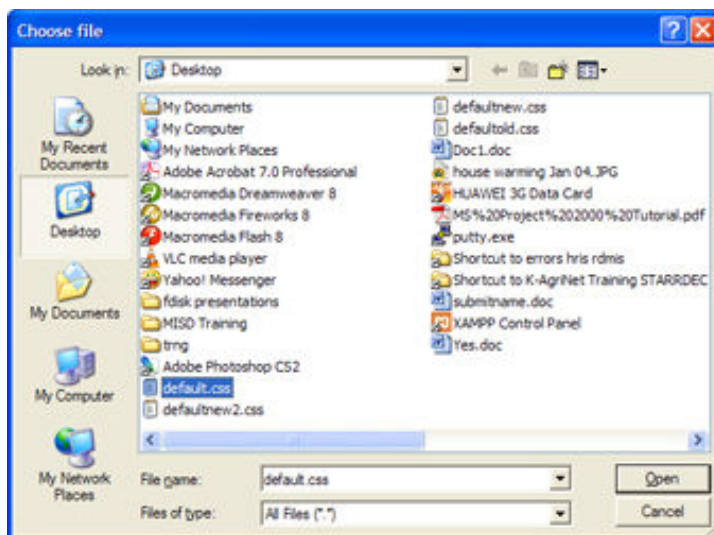 Choose file
Look in:
Desktop
My Recent
Documents
Desktop
My Documents
My Computer
My Network
Places
My Documents
My Computer
My Network Places
Adobe Acrobat 7.0 Professional
Macromedia Dreamweaver 8
Macromedia Fireworks 8
Macromedia Flash 8
VLC media player
Yahoo! Messenger
fdisk presentations
MISD Training
trng
Adobe Photoshop CS2
default.css
defaultnew2.css
defaultnew.css
defaultold.css
Doc1.doc
house warming Jan 04.JPG
HUAWEI 3G Data Card
MS%20Project%202000%20Tutorial.pdf
putty.exe
Shortcut to errors hris rdmis
Shortcut to K-AgriNet Training STARRDEC
submitname.doc
XAMPP Control Panel
Yes.doc
File name:
default.css
Open
Files of type:
All Files (*.*)
Cancel